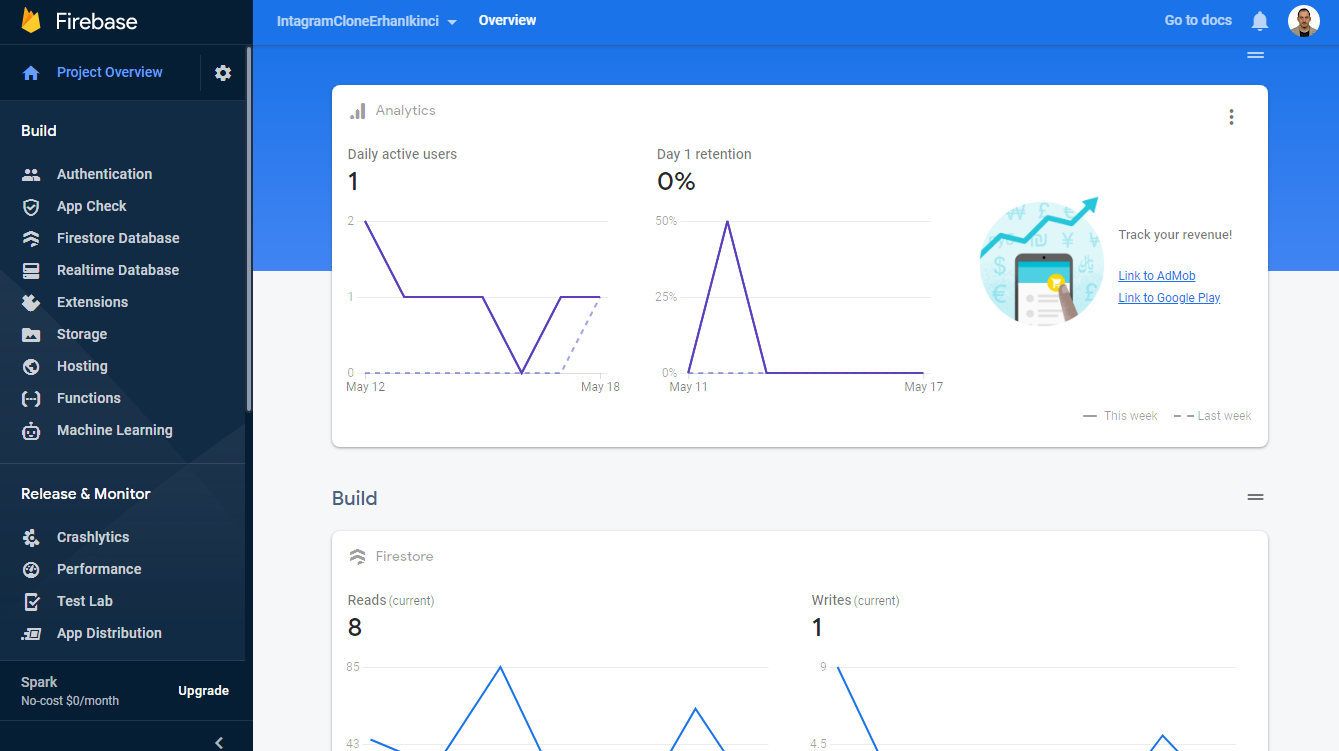 Firebase
IntagramCloneErhanIkinci
Overview
Go to docs
Project Overview
Build
Authentication
App Check
Firestore Database
Realtime Database
Extensions
Storage
Hosting
Functions
Machine Learning
Release & Monitor
Crashlytics
Performance
Test Lab
App Distribution
Spark
No-cost $0/month
Upgrade
Analytics
Daily active users
1
2
1
0
May 12
May 18
Day 1 retention
0%
50%
25%
0%
May 11
May 17
Track your revenue!
Link to AdMob
Link to Google Play
This week
Last week
Build
Firestore
Reads (current)
8
85
43
Writes (current)
1
9
4.5